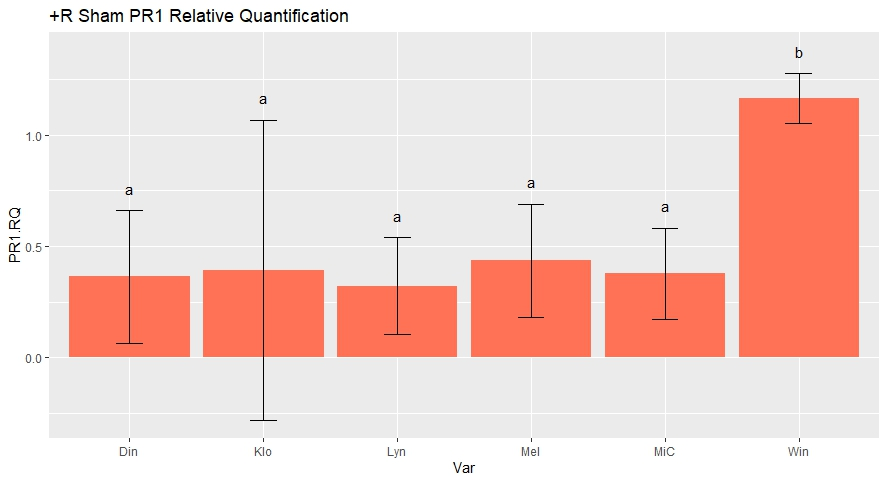 +R Sham PR1 Relative Quantification
b
a
a
a
a
a
1.0
0.5
0.0
PR1.RQ
Din Klo Lyn Mel MiC Win
Var